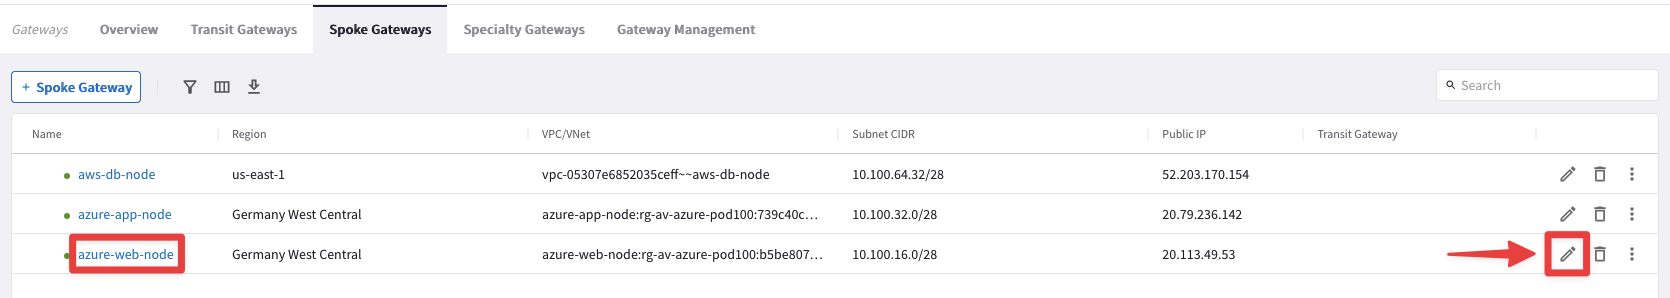 Gateways Overview Transit Gateways Spoke Gateways Specialty Gateways Gateway Management
+ Spoke Gateway Search
Name Region VPC/VNet Subnet CIDR Public IP Transit Gateway
aws-db-node us-east-1 vpc-05307e6852035ceff~~aws-db-node 10.100.64.32/28 52.203.170.154
azure-app-node Germany West Central azure-app-node:rg-av-azure-pod100:739c40c... 10.100.32.0/28 20.79.236.142
azure-web-node Germany West Central azure-web-node:rg-av-azure-pod100:b5be807... 10.100.16.0/28 20.113.49.53